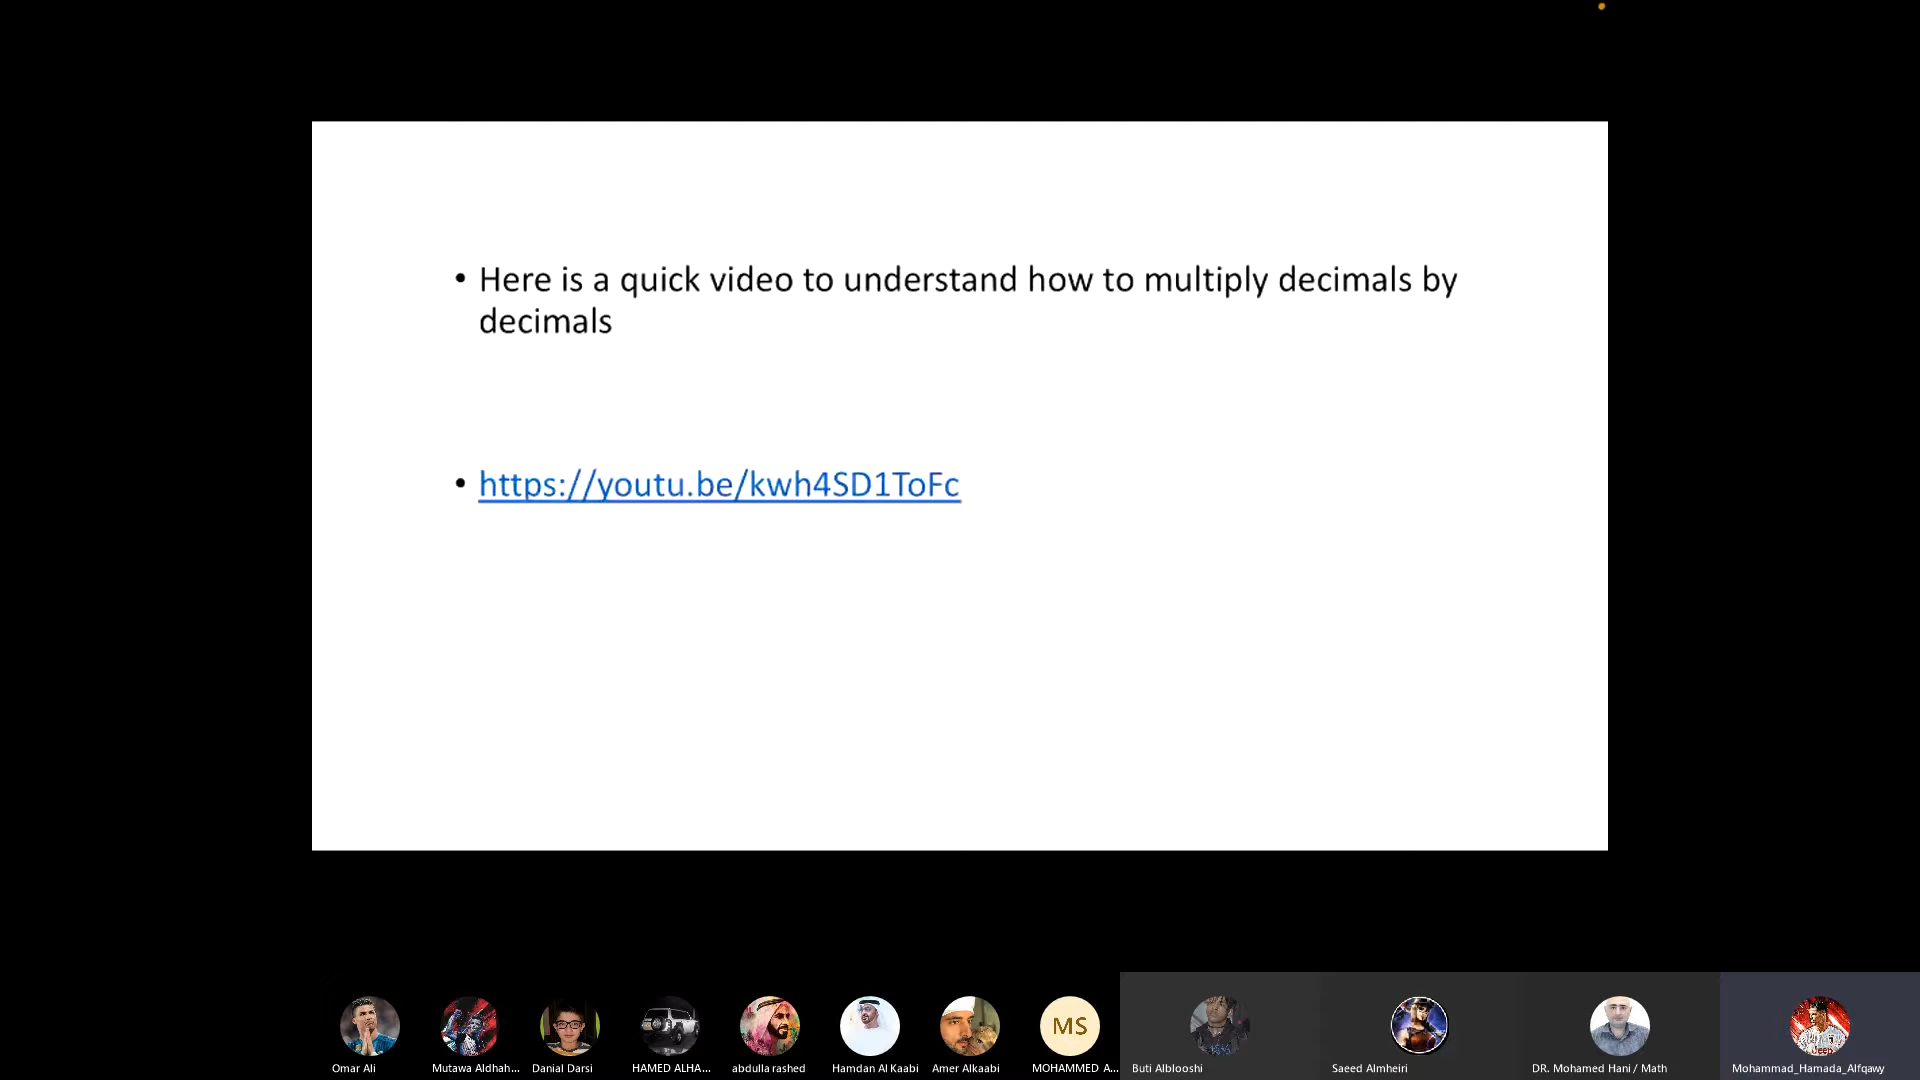 • Here is a quick video to understand how to multiply decimals by
decimals
• https://youtu.be/kwh4SD1ToFc
MS
Jeep
Omar Ali
Mutawa Aldhah...
Danial Darsi
HAMED ALHA...
abdulla rashed
Hamdan Al Kaabi
Amer Alkaabi
MOHAMMED A...
Buti Alblooshi
Saeed Almheiri
DR. Mohamed Hani / Math
Mohammad_Hamada_Alfqawy